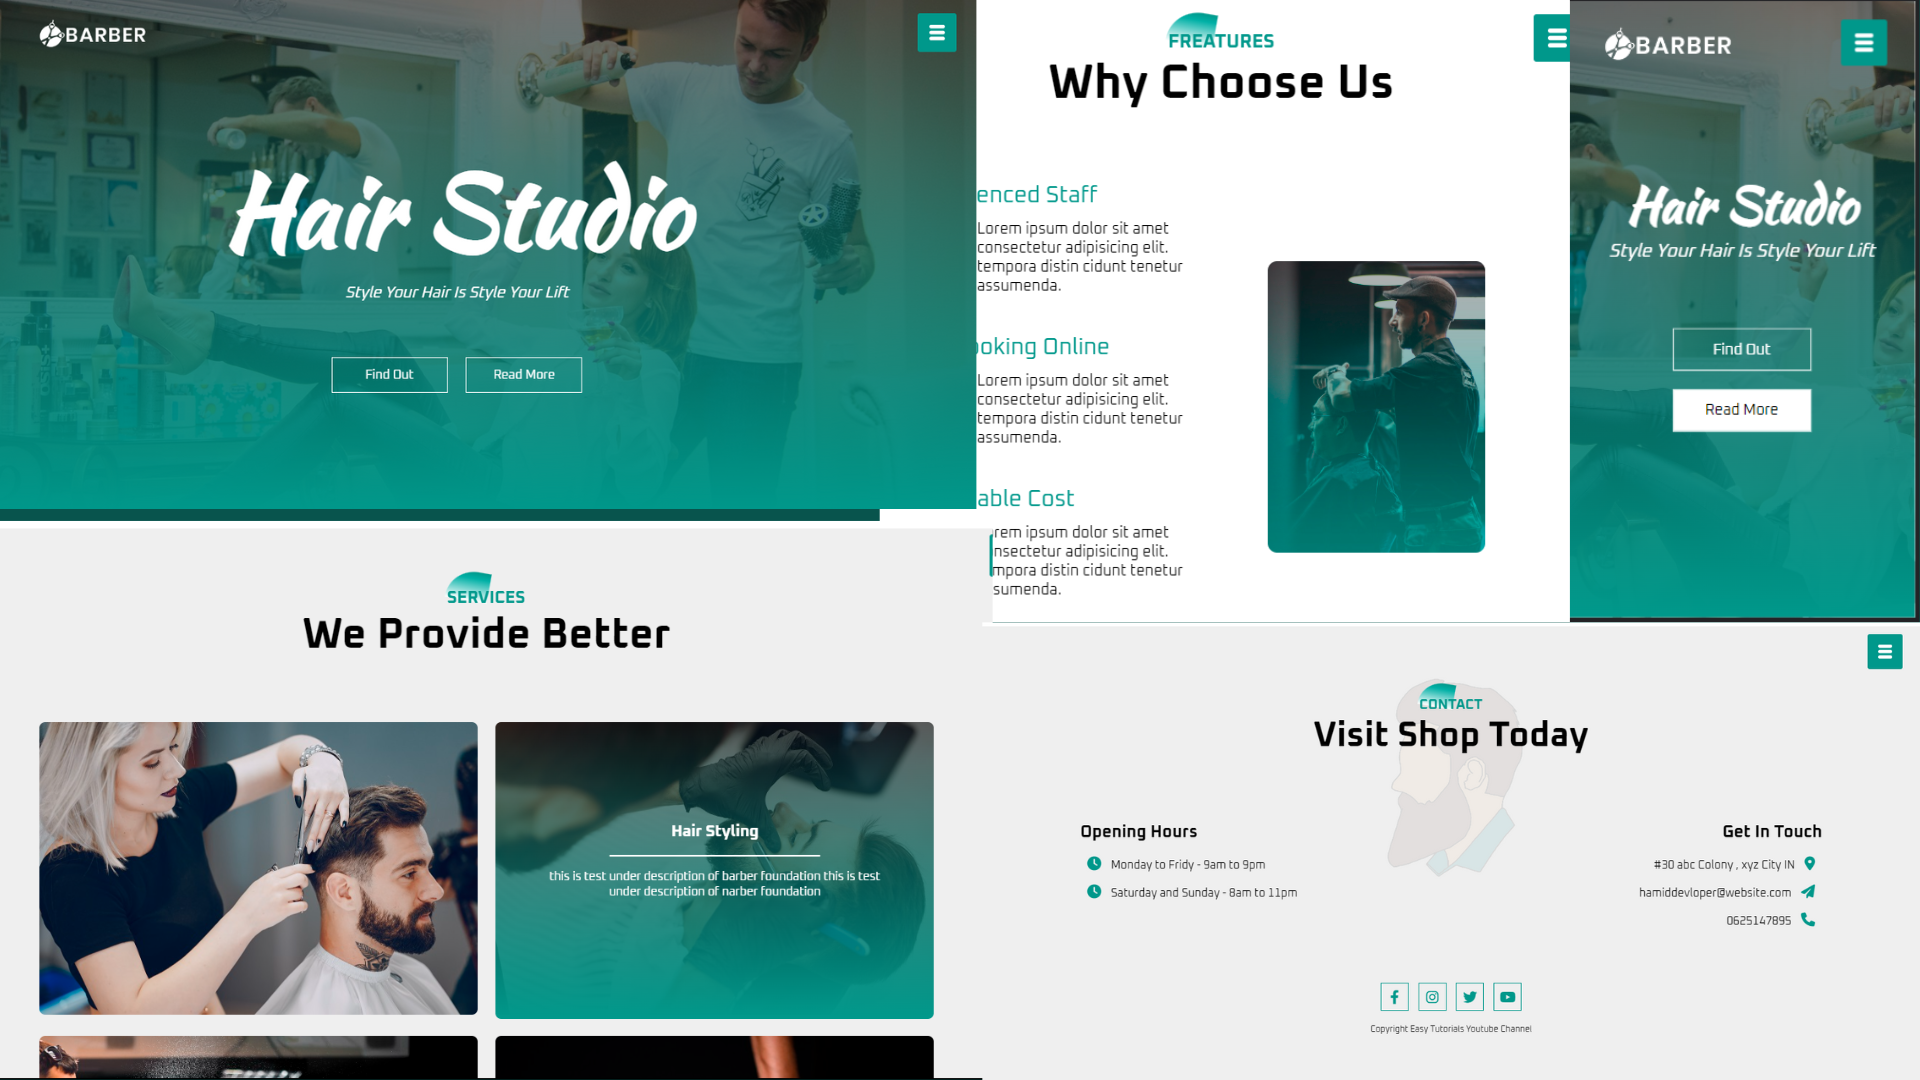 BARBER
Hair Studio
Style Your Hair Is Style Your Lift
Find Out
Read More
FREATURES
Why Choose Us
enced Staff
Lorem ipsum dolor sit amet
consectetur adipisicing elit.
tempora distin cidunt tenetur
assumenda.
ooking Online
Lorem ipsum dolor sit amet
consectetur adipisicing elit.
tempora distin cidunt tenetur
assumenda.
able Cost
rem ipsum dolor sit amet
nsectetur adipisicing elit.
mpora distin cidunt tenetur
sumenda.
BARBER
Hair Studio
Style Your Hair Is Style Your Lift
Find Out
Read More
SERVICES
We Provide Better
Hair Styling
this is test under description of barber foundation this is test
under description of narber foundation
CONTACT
Visit Shop Today
Opening Hours
Monday to Fridy - 9am to 9pm
Saturday and Sunday - 8am to 11pm
Get In Touch
#30 abc Colony , xyz City IN
hamiddevloper@website.com
0625147895
Copyright Easy Tutorials Youtube Channel